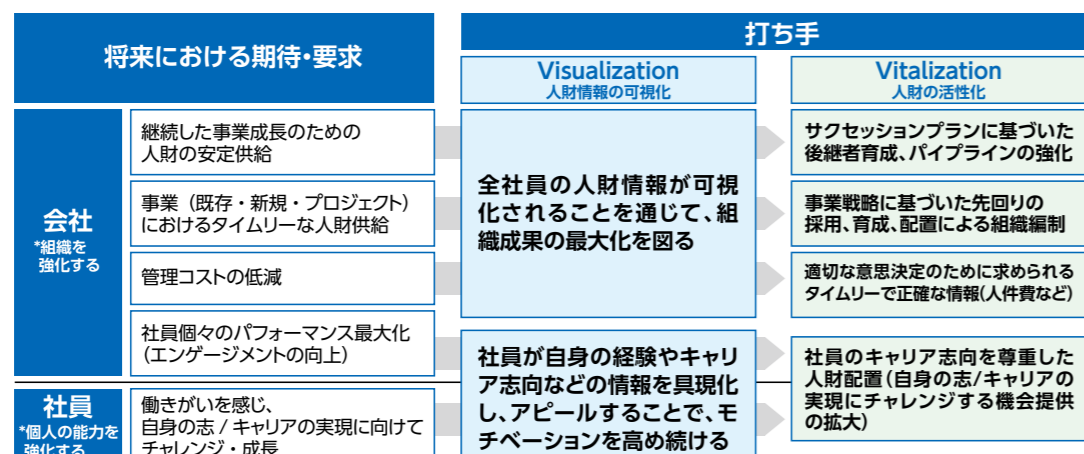 将来における期待・要求
打ち手
Visualization
人財情報の可視化
Vitalization
人財の活性化
会社
*組織を
強化する
継続した事業成長のための
人財の安定供給
事業（既存・新規・プロジェクト）
におけるタイムリーな人財供給
管理コストの低減
社員個々のパフォーマンス最大化
（エンゲージメントの向上）
全社員の人財情報が可視
化されることを通じて、組
織成果の最大化を図る
サクセッションプランに基づいた
後継者育成、パイプラインの強化
事業戦略に基づいた先回りの
採用、育成、配置による組織編制
適切な意思決定のために求められる
タイムリーで正確な情報(人件費など)
社員
*個人の能力を
強化する
働きがいを感じ、
自身の志 / キャリアの実現に向けて
チャレンジ・成長
社員が自身の経験やキャリ
ア志向などの情報を具現化
し、アピールすることで、モ
チベーションを高め続ける
社員のキャリア志向を尊重した
人財配置（自身の志/キャリアの
実現にチャレンジする機会提供
の拡大）